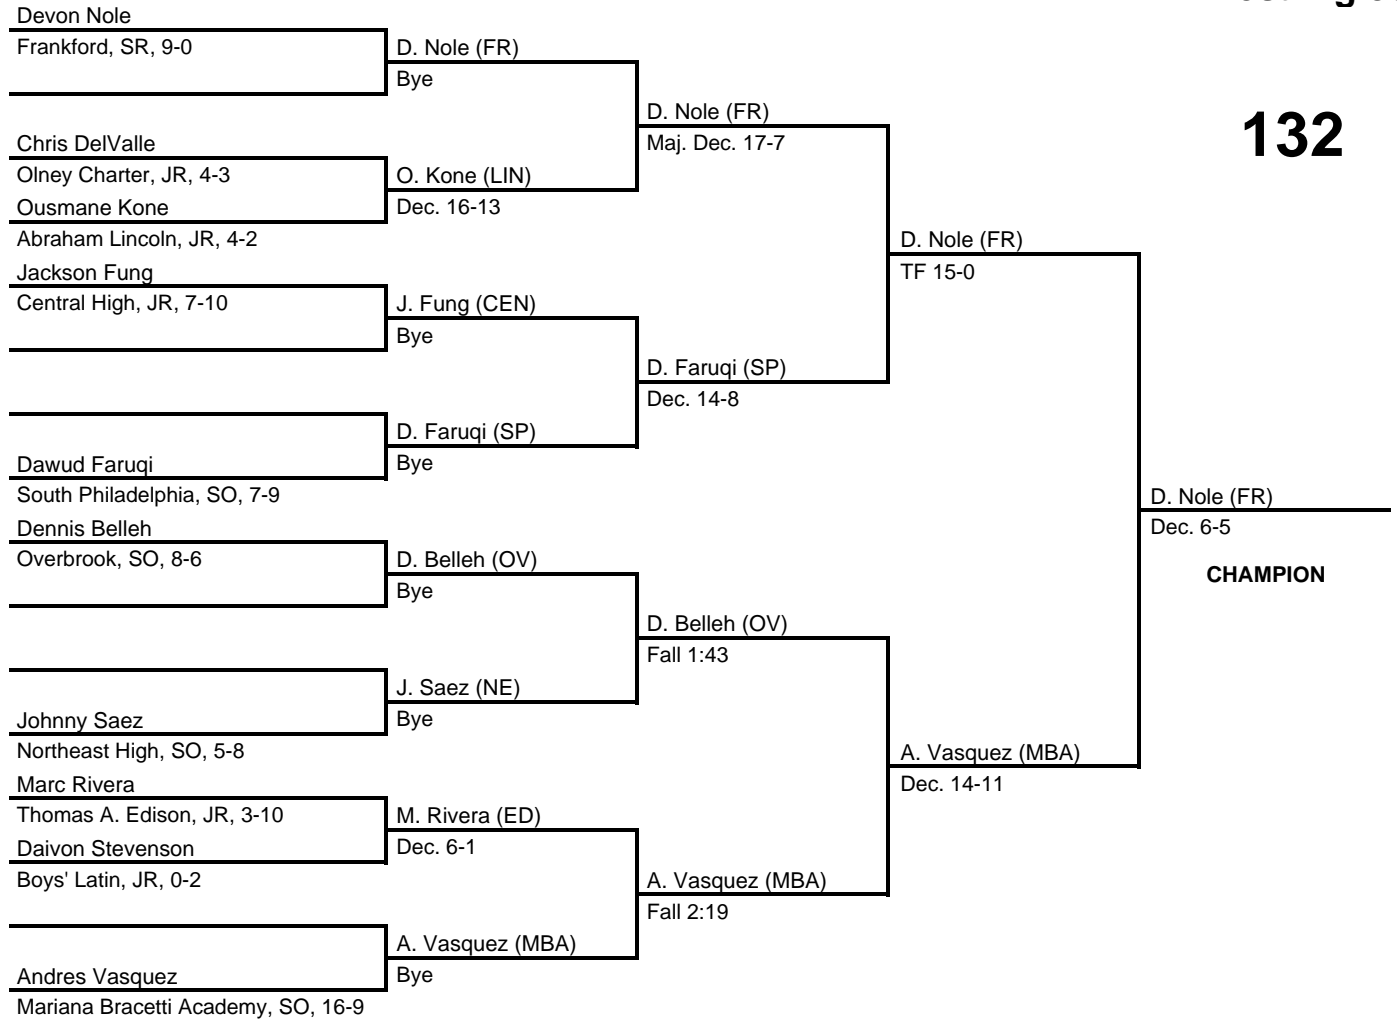 Devon Nole
Frankford, SR, 9-0
D. Nole (FR)
Bye
D. Nole (FR)
Maj. Dec. 17-7
132
Chris DelValle
Olney Charter, JR, 4-3
O. Kone (LIN)
Ousmane Kone
Dec. 16-13
Abraham Lincoln, JR, 4-2
D. Nole (FR)
TF 15-0
Jackson Fung
Central High, JR, 7-10
J. Fung (CEN)
Bye
D. Faruqi (SP)
Dec. 14-8
D. Faruqi (SP)
Bye
Dawud Faruqi
South Philadelphia, SO, 7-9
D. Nole (FR)
Dec. 6-5
CHAMPION
Dennis Belleh
Overbrook, SO, 8-6
D. Belleh (OV)
Bye
D. Belleh (OV)
Fall 1:43
J. Saez (NE)
Bye
Johnny Saez
Northeast High, SO, 5-8
A. Vasquez (MBA)
Dec. 14-11
Marc Rivera
Thomas A. Edison, JR, 3-10
M. Rivera (ED)
Dec. 6-1
Daivon Stevenson
Boys' Latin, JR, 0-2
A. Vasquez (MBA)
Fall 2:19
A. Vasquez (MBA)
Bye
Andres Vasquez
Mariana Bracetti Academy, SO, 16-9